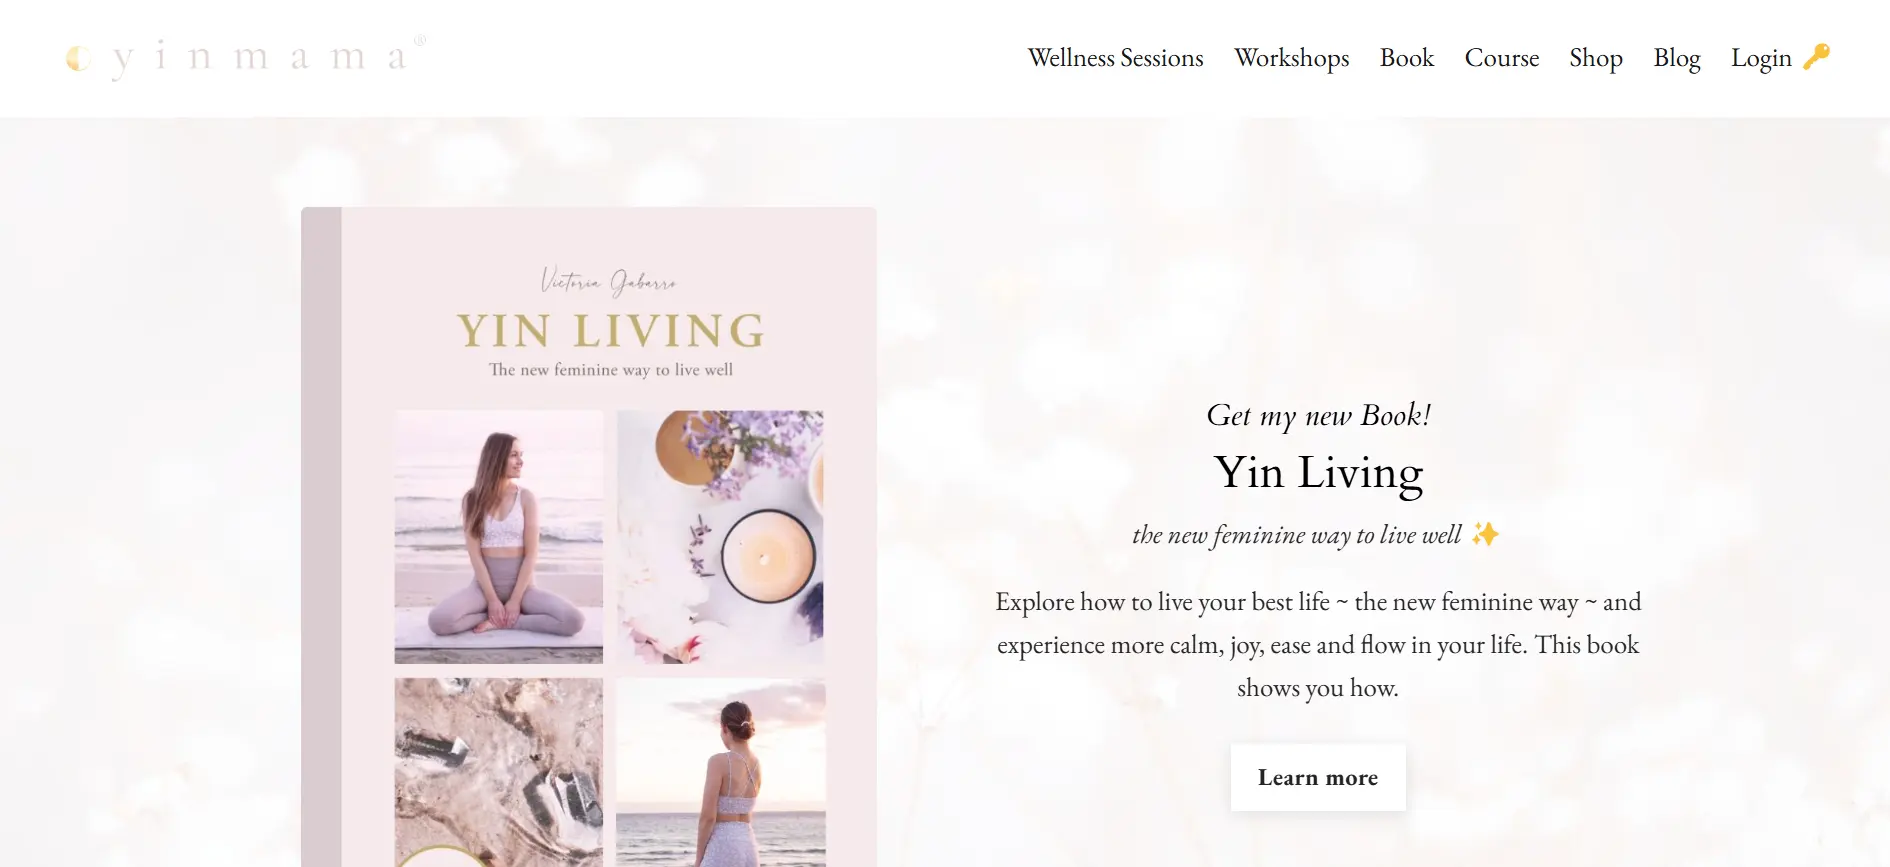 yinmama®
Wellness Sessions Workshops Book Course Shop Blog Login 🔑
Victoria Gabarro
YIN LIVING
The new feminine way to live well
Get my new Book!
Yin Living
the new feminine way to live well ✨
Explore how to live your best life ~ the new feminine way ~ and
experience more calm, joy, ease and flow in your life. This book
shows you how.
Learn more